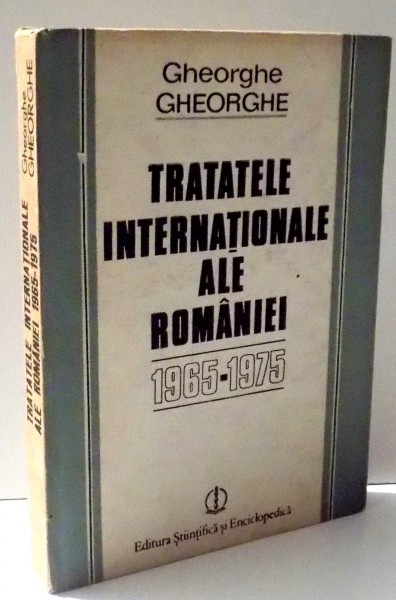 Gheorghe
GHEORGHE
TRATATELE
INTERNAȚIONALE
ALE
ROMÂNIEI
1965-1975
Editura Științifică și Enciclopedică
Gheorghe
GHEORGHE
TRATATELE INTERNAȚIONALE
ALE ROMÂNIEI 1965-1975